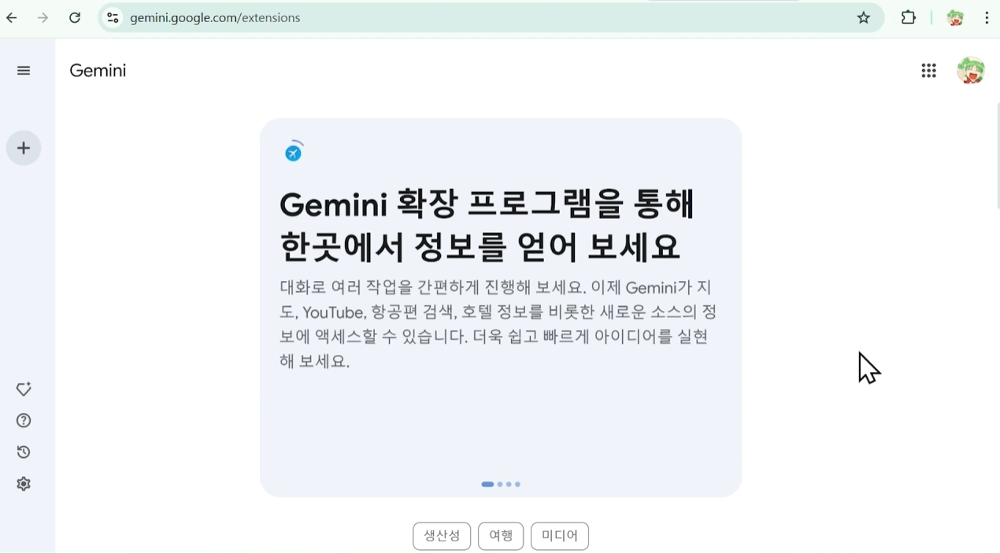 gemini.google.com/extensions
Gemini
Gemini 확장 프로그램을 통해
한곳에서 정보를 얻어 보세요
대화로 여러 작업을 간편하게 진행해 보세요. 이제 Gemini가 지
도, YouTube, 항공편 검색, 호텔 정보를 비롯한 새로운 소스의 정
보에 액세스할 수 있습니다. 더욱 쉽고 빠르게 아이디어를 실현
해 보세요.
생산성 여행 미디어